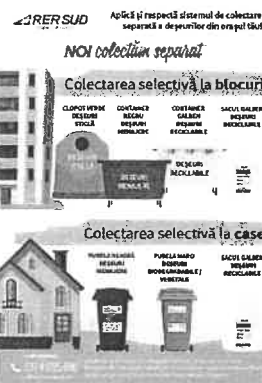 RER SUD
Aplică și respectă sistemul de colectare
separată a deșeurilor din orașul tău!
NOI colectăm separat
Colectarea selectivă la blocuri
CLOPOT VERDE
DEȘEURI
STICLĂ
CONTAINER
NEGRU
DEȘEURI
MENAJERE
CONTAINER
GALBEN
DEȘEURI
RECICLABILE
SACUL GALBEN
DEȘEURI
RECICLABILE
DEȘEURI
MENAJERE
DEȘEURI
RECICLABILE
Colectarea selectivă la case
PUBELA NEAGRĂ
DEȘEURI
MENAJERE
PUBELA MARO
DEȘEURI
BIODEGRADABILE /
VEGETALE
SACUL GALBEN
DEȘEURI
RECICLABILE